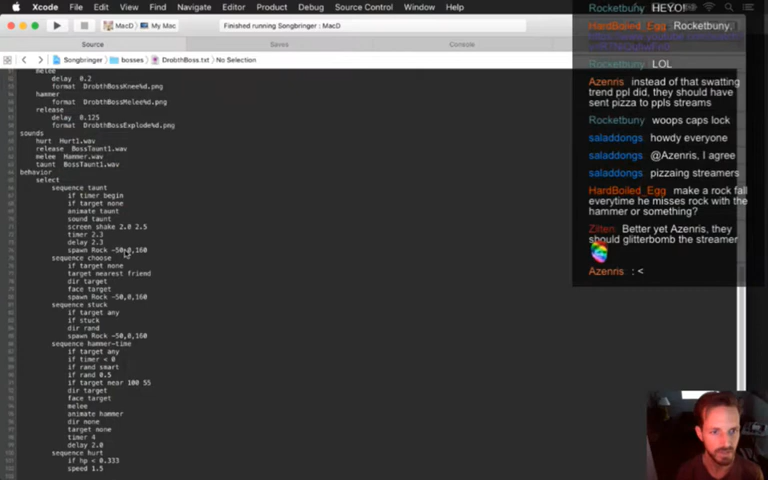 Xcode File Edit View Find Navigate Editor Product Debug Source Control Window Help
MacD My Mac Finished running Songbringer : MacD
Source Saves Console
Songbringer bosses DrobthBoss.txt No Selection
melee
delay 0.2
format DrobthBossKnee%d.png
hammer
format DrobthBossMelee%d.png
release
delay 0.125
format DrobthBossExplode%d.png
sounds
hurt Hurt1.wav
release BossTaunt1.wav
melee Hammer.wav
taunt BossTaunt1.wav
behavior
select
sequence taunt
if timer begin
if target none
animate taunt
sound taunt
screen shake 2.0 2.5
timer 2.3
delay 2.3
spawn Rock -50,0,160
sequence choose
if target none
target nearest friend
dir target
face target
spawn Rock -50,0,160
sequence stuck
if target any
if stuck
dir rand
spawn Rock -50,0,160
sequence hammer-time
if target any
if timer < 0
if rand smart
if rand 0.5
if target near 100 55
dir target
face target
melee
animate hammer
dir none
target none
timer 4
delay 2.0
sequence hurt
if hp < 0.333
speed 1.5
Rocketbuny HEYO!
HardBoiled_Egg Rocketbuny,
Rocketbuny LOL
Azenris instead of that swatting
trend ppl did, they should have
sent pizza to ppls streams
Rocketbuny woops caps lock
saladdongs howdy everyone
saladdongs @Azenris, I agree
saladdongs pizzaing streamers
HardBoiled_Egg make a rock fall
everytime he misses rock with the
hammer or something?
Zilten Better yet Azenris, they
should glitterbomb the streamer
Azenris : <